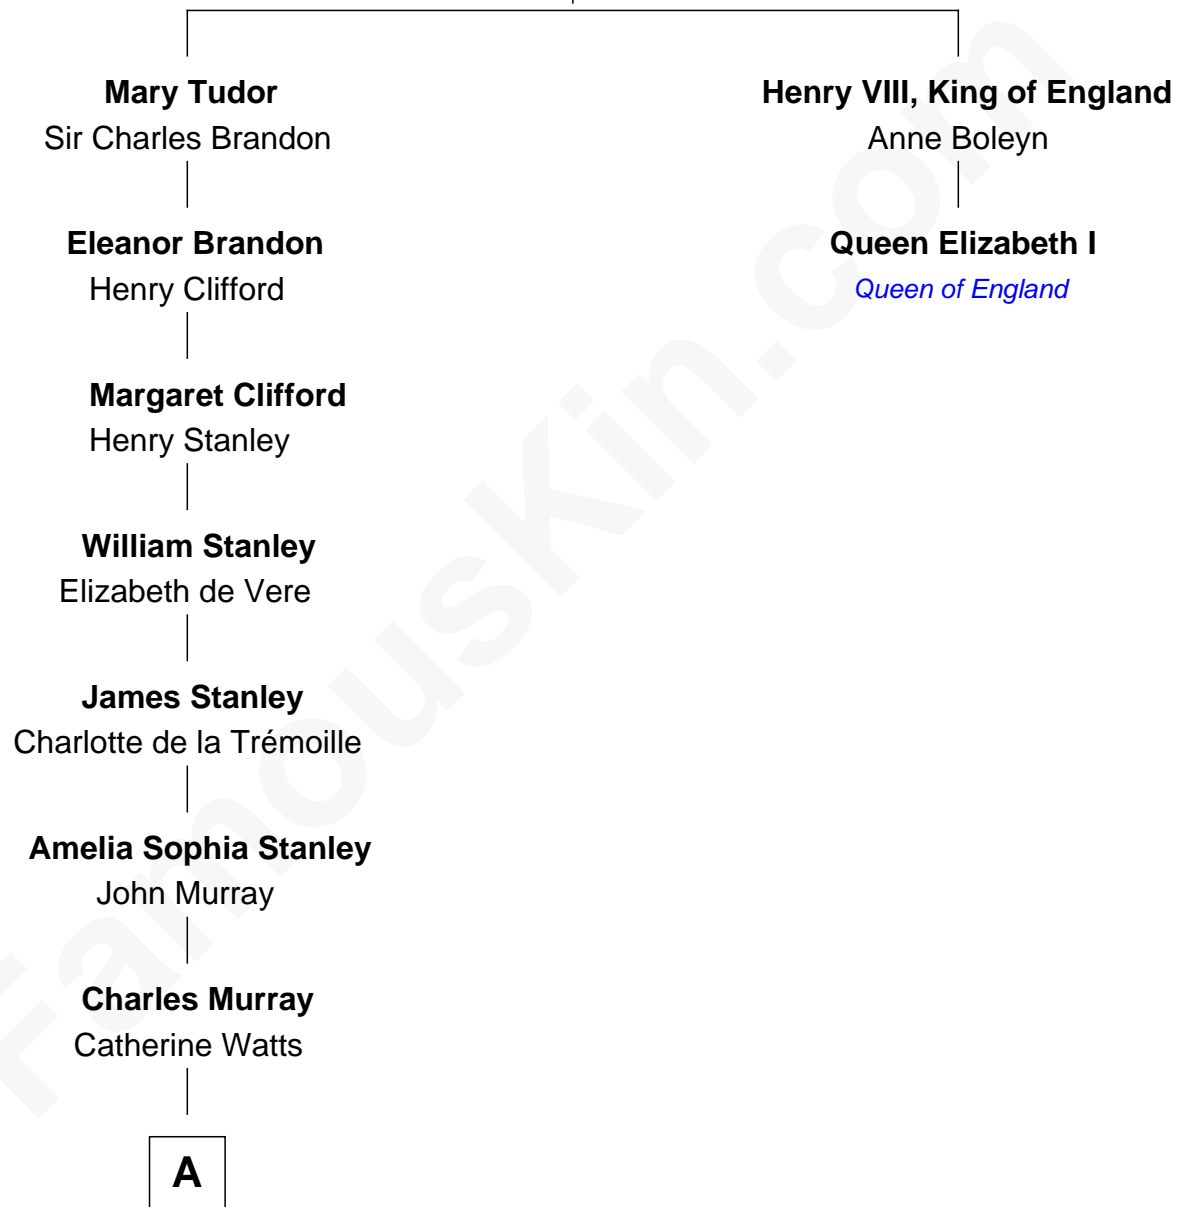 Mary Tudor
Sir Charles Brandon
Henry VIII, King of England
Anne Boleyn
Eleanor Brandon
Henry Clifford
Queen Elizabeth I
Queen of England
Margaret Clifford
Henry Stanley
William Stanley
Elizabeth de Vere
James Stanley
Charlotte de la Trémoille
Amelia Sophia Stanley
John Murray
Charles Murray
Catherine Watts
A
FamousKin.com